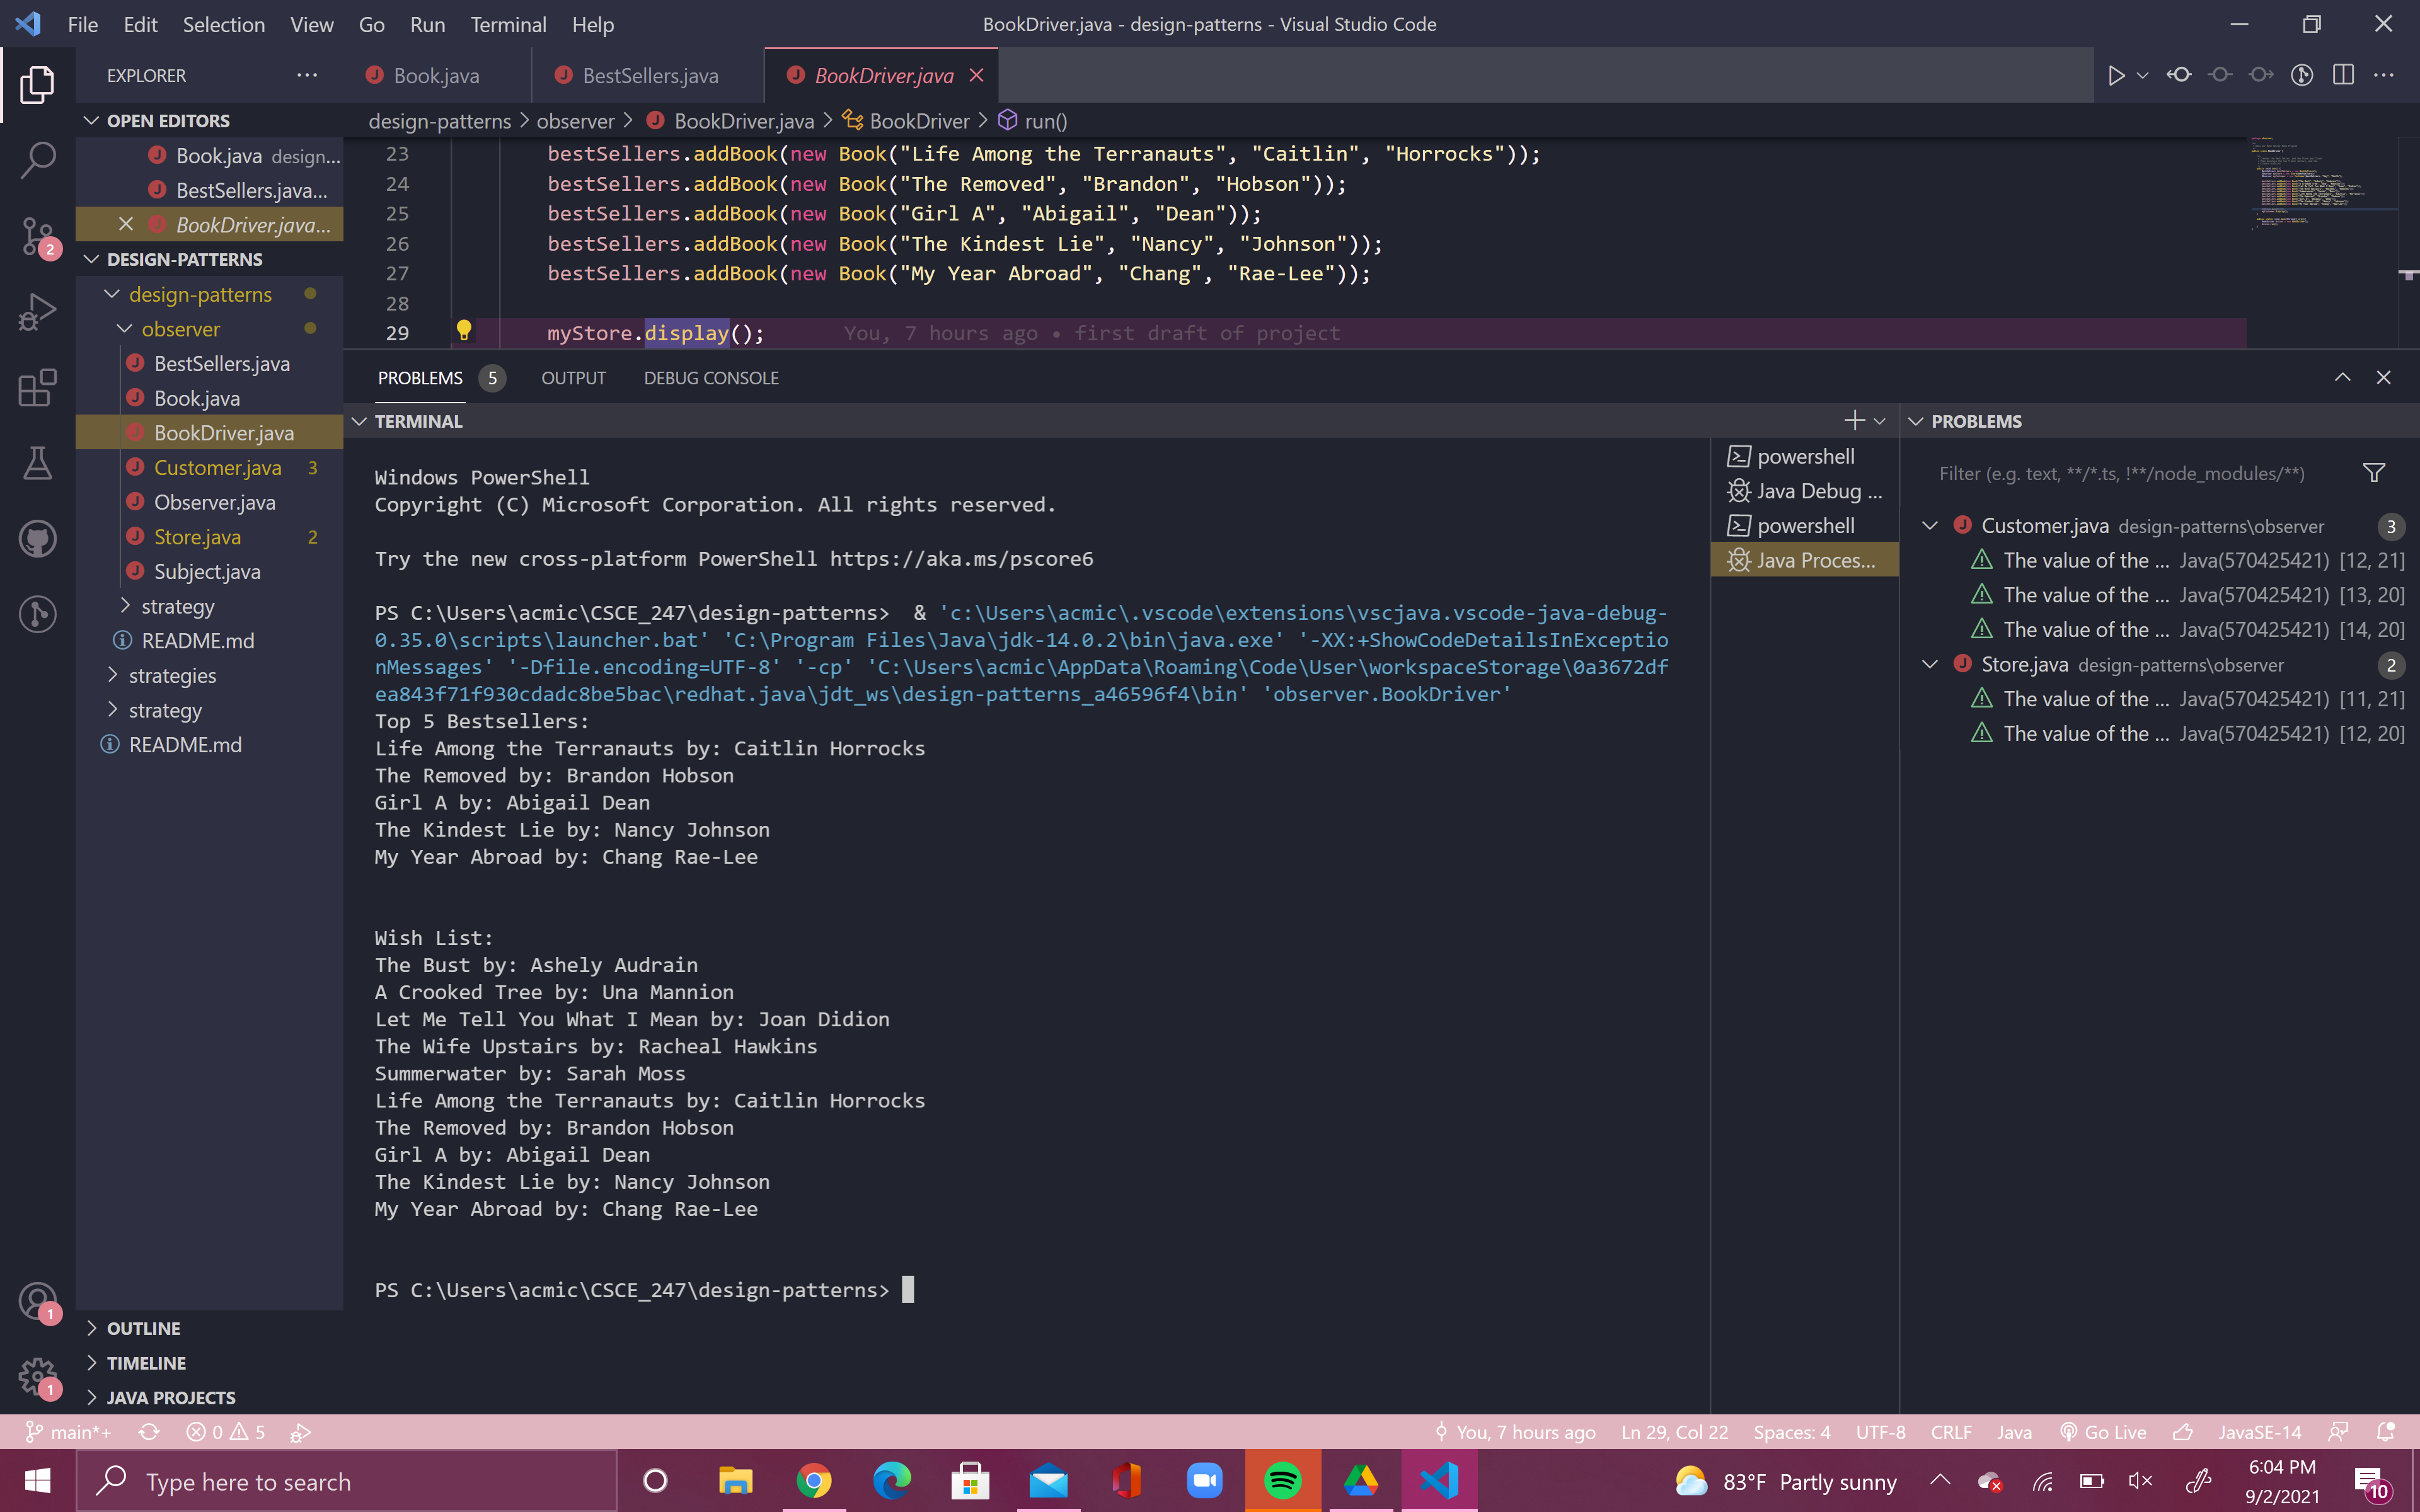 File Edit Selection View Go Run Terminal Help
BookDriver.java - design-patterns - Visual Studio Code
EXPLORER
Book.java
BestSellers.java
BookDriver.java
OPEN EDITORS
Book.java design...
BestSellers.java...
BookDriver.java...
DESIGN-PATTERNS
design-patterns
observer
BestSellers.java
Book.java
BookDriver.java
Customer.java 3
Observer.java
Store.java 2
Subject.java
strategy
README.md
strategies
strategy
README.md
OUTLINE
TIMELINE
JAVA PROJECTS
2
1
1
design-patterns > observer > BookDriver.java > BookDriver > run()
23 bestSellers.addBook(new Book("Life Among the Terranauts", "Caitlin", "Horrocks"));
24 bestSellers.addBook(new Book("The Removed", "Brandon", "Hobson"));
25 bestSellers.addBook(new Book("Girl A", "Abigail", "Dean"));
26 bestSellers.addBook(new Book("The Kindest Lie", "Nancy", "Johnson"));
27 bestSellers.addBook(new Book("My Year Abroad", "Chang", "Rae-Lee"));
28
29 myStore.display(); You, 7 hours ago • first draft of project
PROBLEMS 5 OUTPUT DEBUG CONSOLE
TERMINAL
Windows PowerShell
Copyright (C) Microsoft Corporation. All rights reserved.
Try the new cross-platform PowerShell https://aka.ms/pscore6
PS C:\Users\acmic\CSCE_247\design-patterns> & 'c:\Users\acmic\.vscode\extensions\vscjava.vscode-java-debug-
0.35.0\scripts\launcher.bat' 'C:\Program Files\Java\jdk-14.0.2\bin\java.exe' '-XX:+ShowCodeDetailsInExceptio
nMessages' '-Dfile.encoding=UTF-8' '-cp' 'C:\Users\acmic\AppData\Roaming\Code\User\workspaceStorage\0a3672df
ea843f71f930cdadc8be5bac\redhat.java\jdt_ws\design-patterns_a46596f4\bin' 'observer.BookDriver'
Top 5 Bestsellers:
Life Among the Terranauts by: Caitlin Horrocks
The Removed by: Brandon Hobson
Girl A by: Abigail Dean
The Kindest Lie by: Nancy Johnson
My Year Abroad by: Chang Rae-Lee
Wish List:
The Bust by: Ashely Audrain
A Crooked Tree by: Una Mannion
Let Me Tell You What I Mean by: Joan Didion
The Wife Upstairs by: Racheal Hawkins
Summerwater by: Sarah Moss
Life Among the Terranauts by: Caitlin Horrocks
The Removed by: Brandon Hobson
Girl A by: Abigail Dean
The Kindest Lie by: Nancy Johnson
My Year Abroad by: Chang Rae-Lee
PS C:\Users\acmic\CSCE_247\design-patterns>
powershell
Java Debug ...
powershell
Java Proces...
PROBLEMS
Filter (e.g. text, **/*.ts, !**/node_modules/**)
Customer.java design-patterns\observer 3
The value of the ... Java(570425421) [12, 21]
The value of the ... Java(570425421) [13, 20]
The value of the ... Java(570425421) [14, 20]
Store.java design-patterns\observer 2
The value of the ... Java(570425421) [11, 21]
The value of the ... Java(570425421) [12, 20]
main*+ 0 5 You, 7 hours ago Ln 29, Col 22 Spaces: 4 UTF-8 CRLF Java Go Live JavaSE-14
Type here to search
83°F Partly sunny
6:04 PM
9/2/2021
10